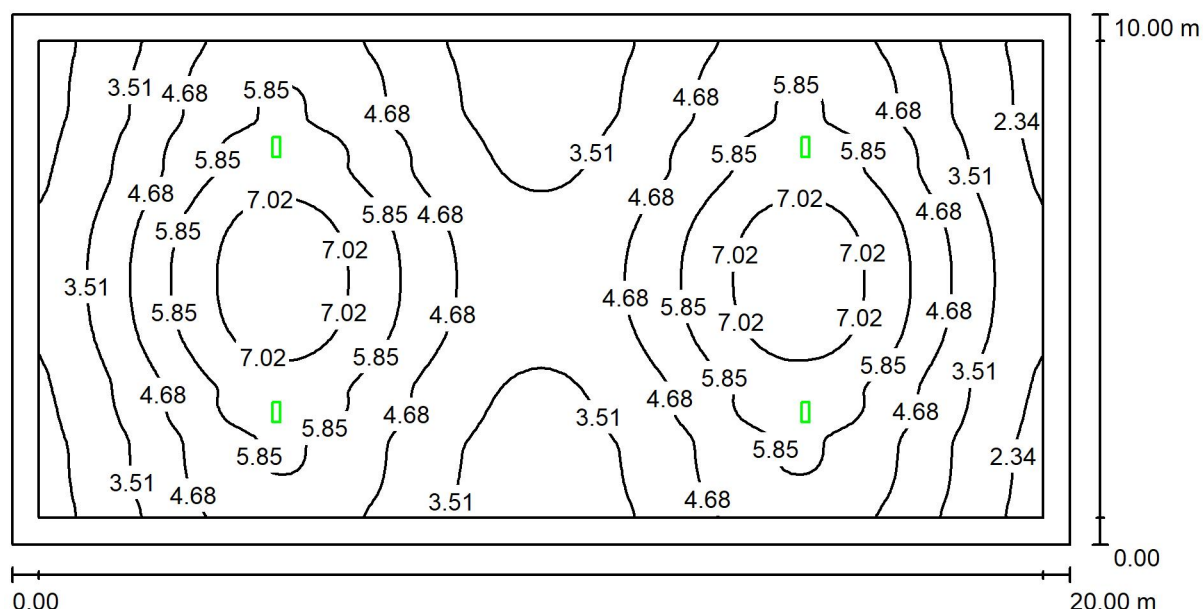 10.00 m
3.51 4.68 5.85 4.68 4.68 5.85 4.68 2.34
5.85 3.51 5.85 5.85 3.51
4.68 7.02 5.85 4.68 4.68 7.02 4.68
5.85 7.02 7.02 7.02
3.51 4.68
5.85 7.02 4.68 5.85 7.02 7.02 4.68
7.02 5.85 5.85 5.85 3.51
4.68 4.68 4.68 4.68
5.85 3.51
5.85 5.85 2.34
3.51 4.68 3.51 4.68
0.00
0.00 20.00 m